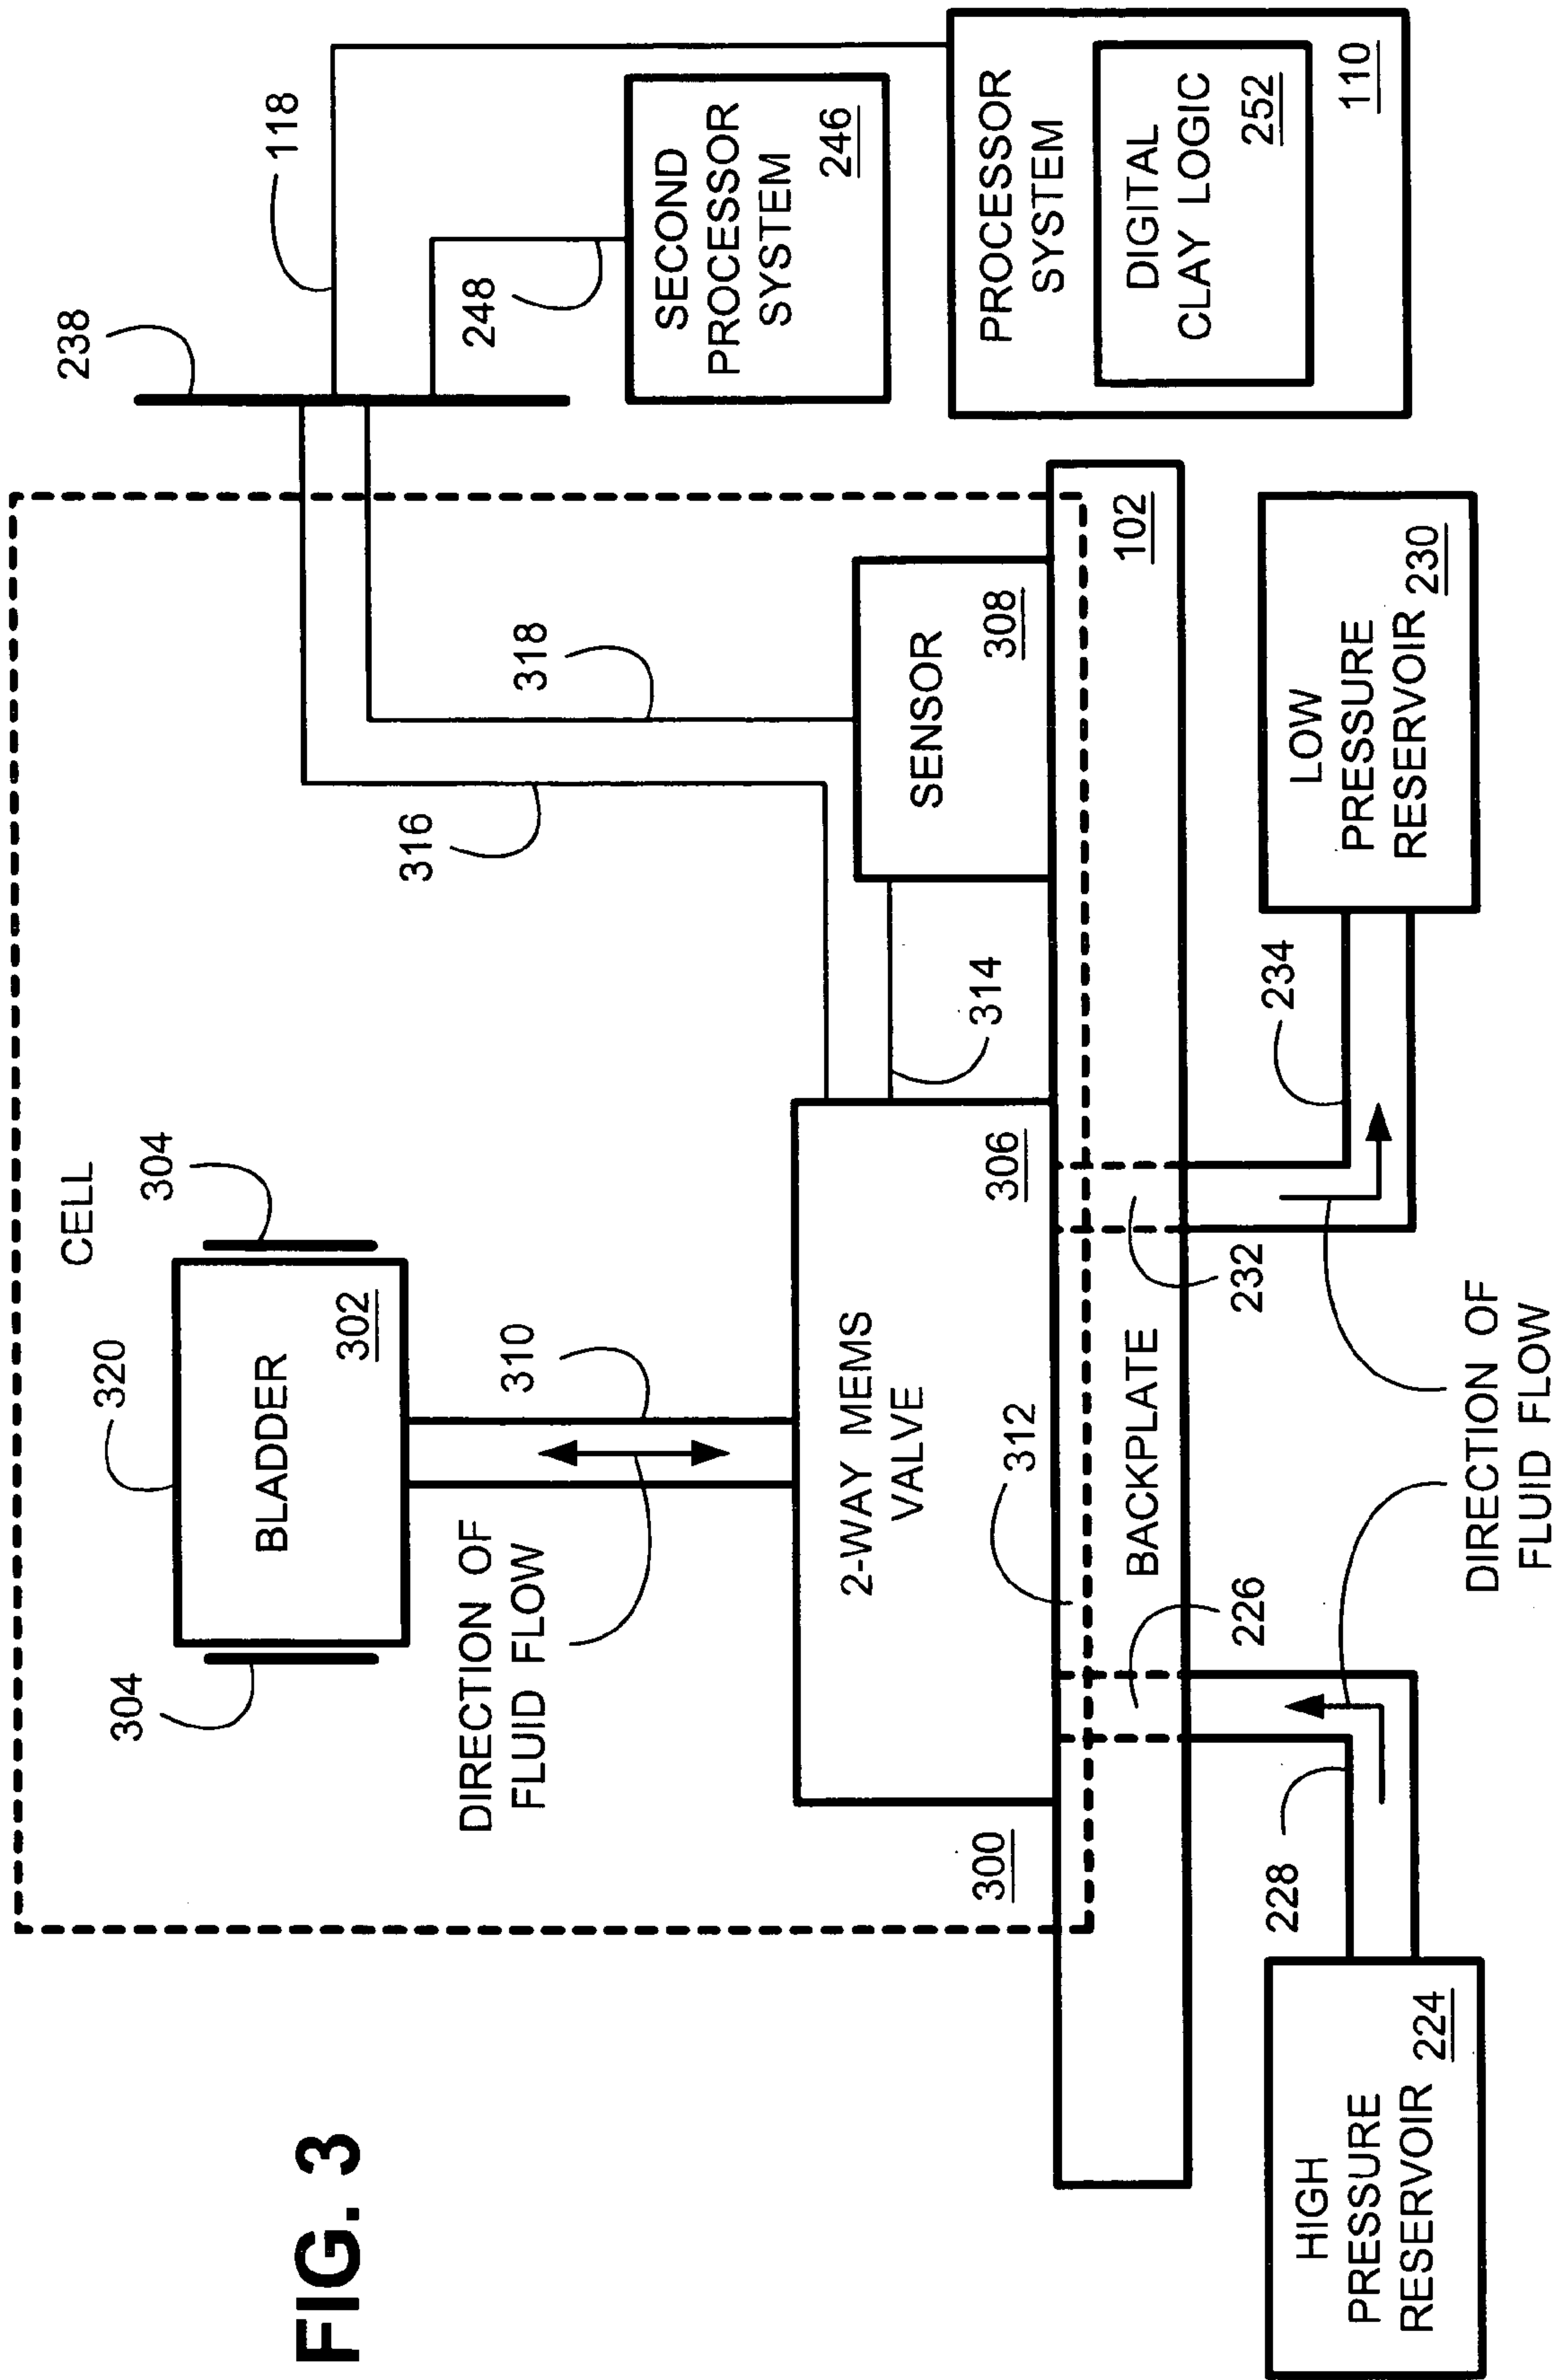 FIG. 3
CELL
320
304
304
BLADDER
302
310
DIRECTION OF
FLUID FLOW
2-WAY MEMS
VALVE
306
312
300
314
316
318
SENSOR
308
BACKPLATE
102
226
232
228
234
HIGH
PRESSURE
RESERVOIR
224
LOW
PRESSURE
RESERVOIR
230
DIRECTION OF
FLUID FLOW
238
118
248
SECOND
PROCESSOR
SYSTEM
246
PROCESSOR
SYSTEM
DIGITAL
CLAY LOGIC
252
110